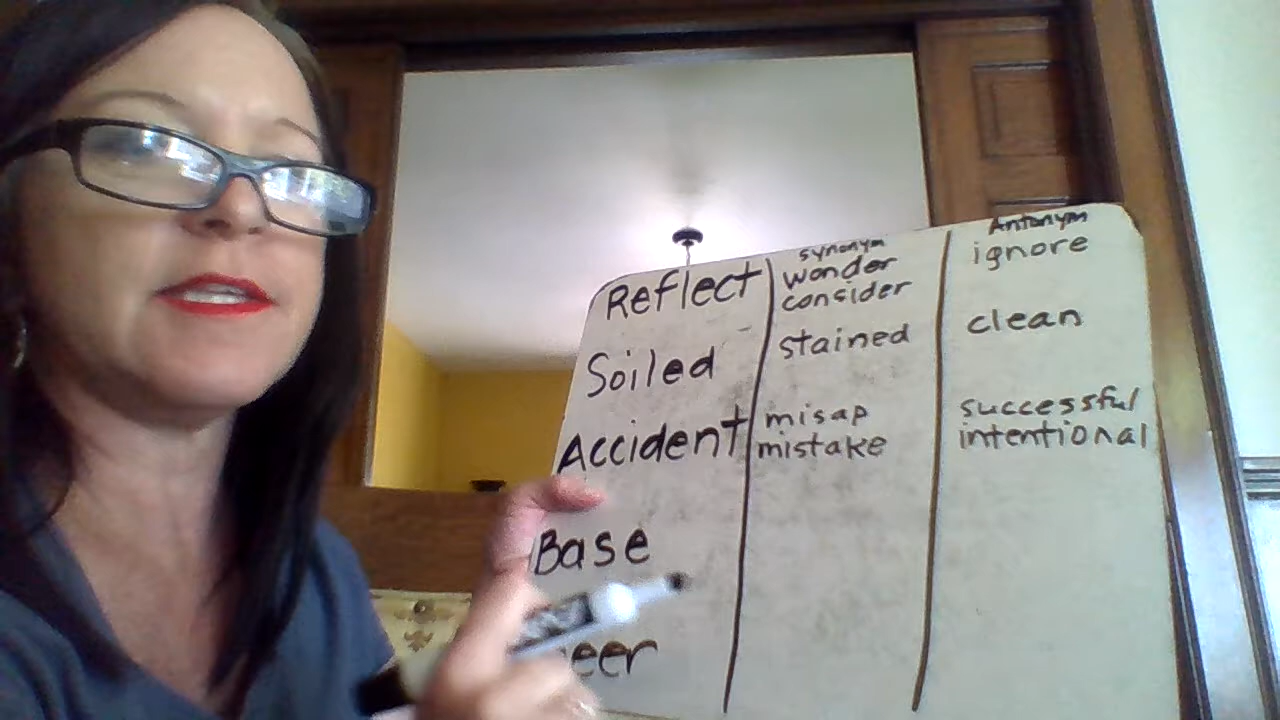 synonym
Antonym
Reflect
wonder
consider
ignore
Soiled
stained
clean
Accident
misap
mistake
successful
intentional
Base